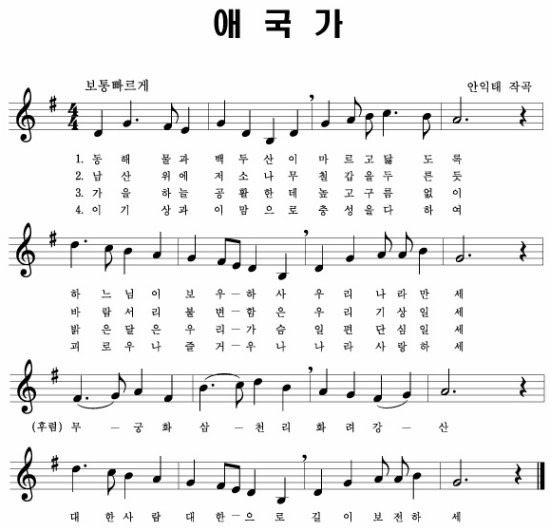 애국가
보통빠르게
안익태 작곡
4
4
1. 동 해 물과 백두산이 마르고닳 도록
2. 남 산 위에 저소나무 철갑을두 른듯
3. 가 을 하늘 공활한데 높고구름 없이
4. 이 기 상과 이맘으로 충성을다 하여
하 느님이 보우ー하사 우리나라만 세
바 람서리 불변ー함은 우리기상일 세
밝 은달은 우리ー가슴 일편단심일 세
괴 로우나 즐거ー우나 나라사랑하 세
(후렴) 무 ー궁화 삼 ー천리 화려강ー 산
대 한사람 대한ー으로 길이보전하 세